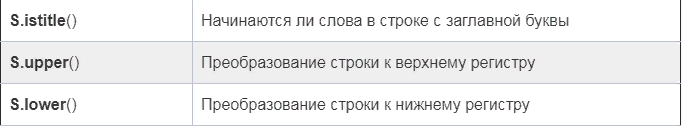 S.istitle() Начинаются ли слова в строке с заглавной буквы
S.upper() Преобразование строки к верхнему регистру
S.lower() Преобразование строки к нижнему регистру